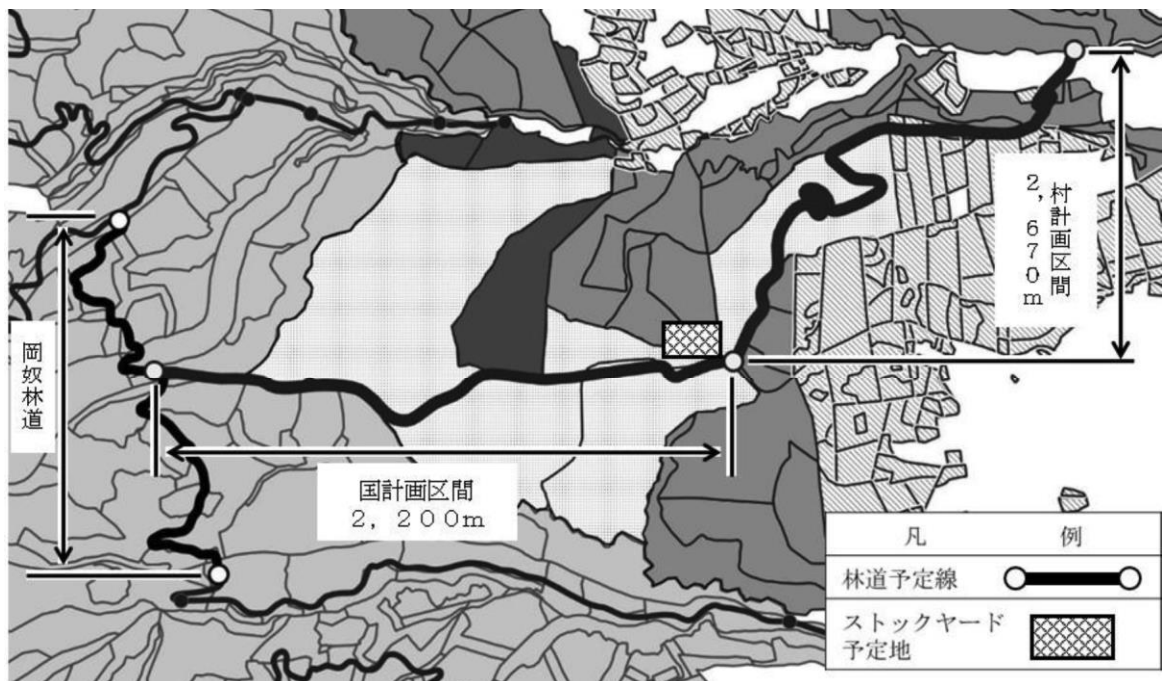 岡奴林道
国計画区間
２，２００ｍ
村計画区間
２，６７０ｍ
凡　例
林道予定線
ストックヤード
予定地